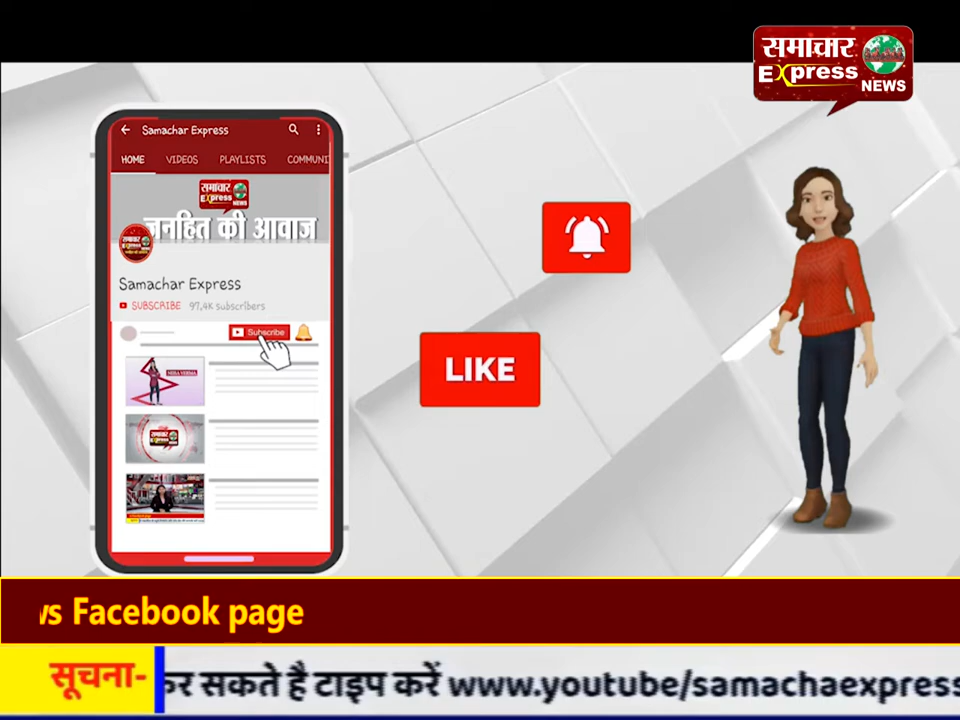 समाचार
Express
NEWS
Samachar Express
HOME VIDEOS PLAYLISTS COMMUNI
समाचार
Express
NEWS
जनहित की आवाज
Samachar Express
SUBSCRIBE 97.4K subscribers
Subscribe
LIKE
ws Facebook page
सूचना- कर सकते है टाइप करें www.youtube/samachaexpress